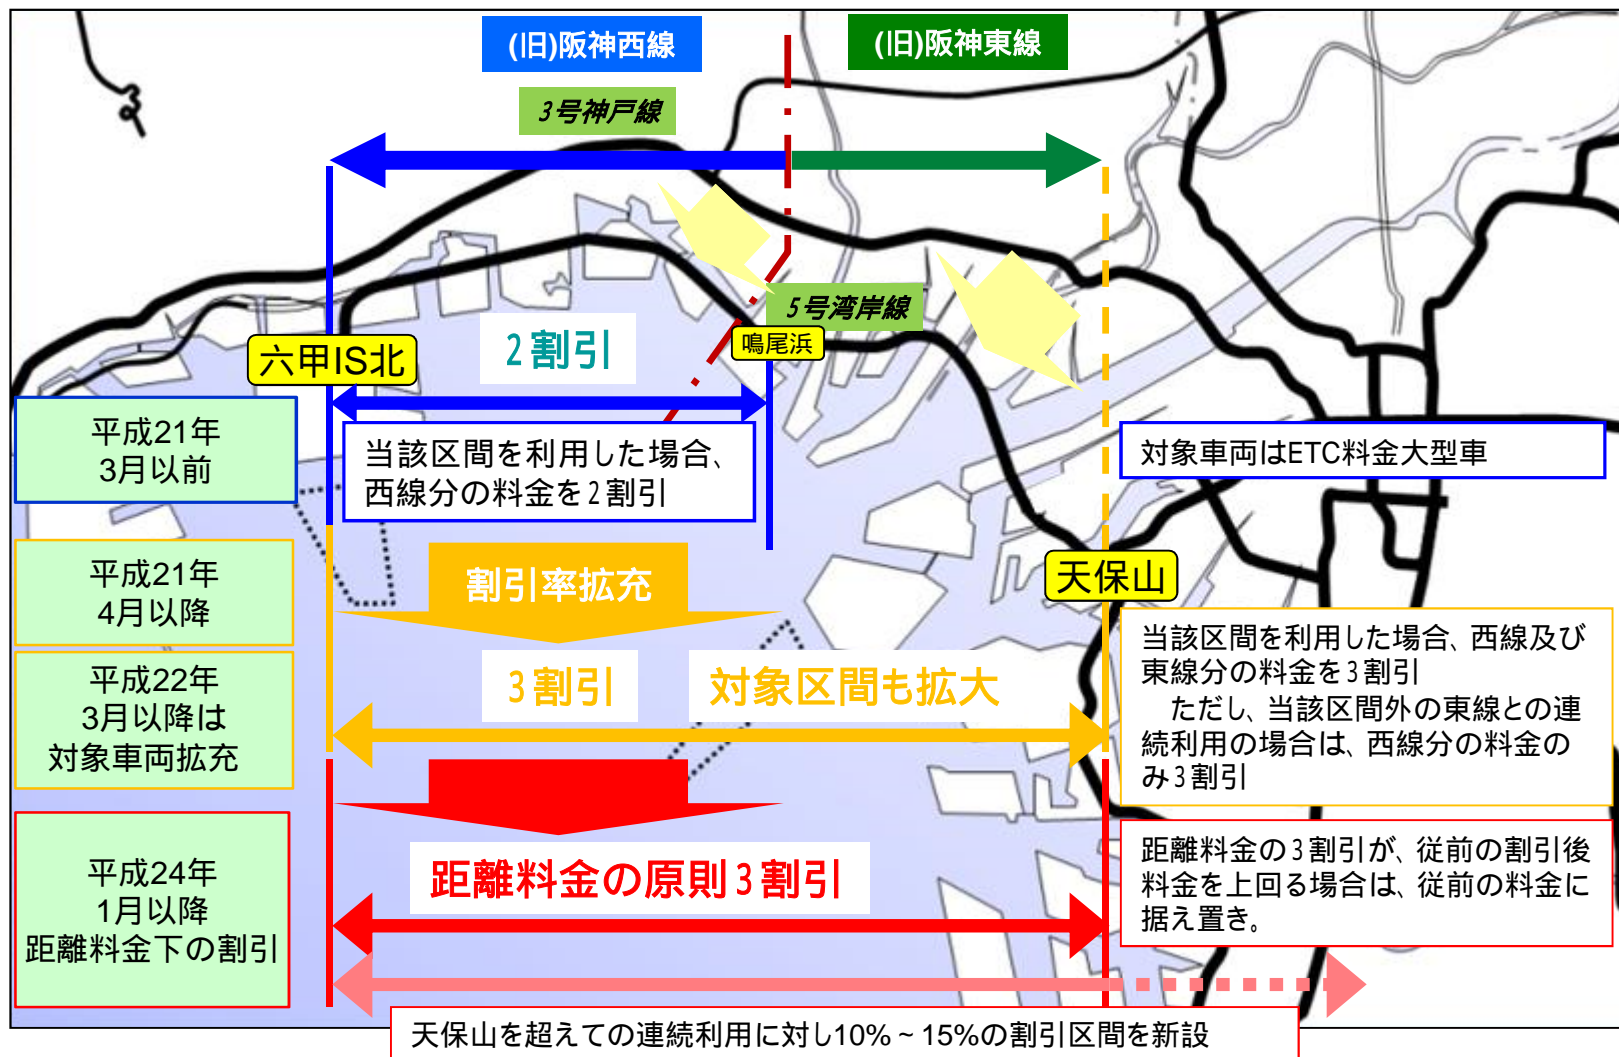 (旧)阪神西線
(旧)阪神東線
3号神戸線
5号湾岸線
鳴尾浜
六甲IS北
2割引
平成21年
3月以前
当該区間を利用した場合、
西線分の料金を2割引
対象車両はETC料金大型車
平成21年
4月以降
割引率拡充
天保山
平成22年
3月以降は
対象車両拡充
3割引
対象区間も拡大
当該区間を利用した場合、西線及び
東線分の料金を3割引
ただし、当該区間外の東線との連
続利用の場合は、西線分の料金の
み3割引
平成24年
1月以降
距離料金下の割引
距離料金の原則3割引
距離料金の3割引が、従前の割引後
料金を上回る場合は、従前の料金に
据え置き。
天保山を超えての連続利用に対し10%~15%の割引区間を新設